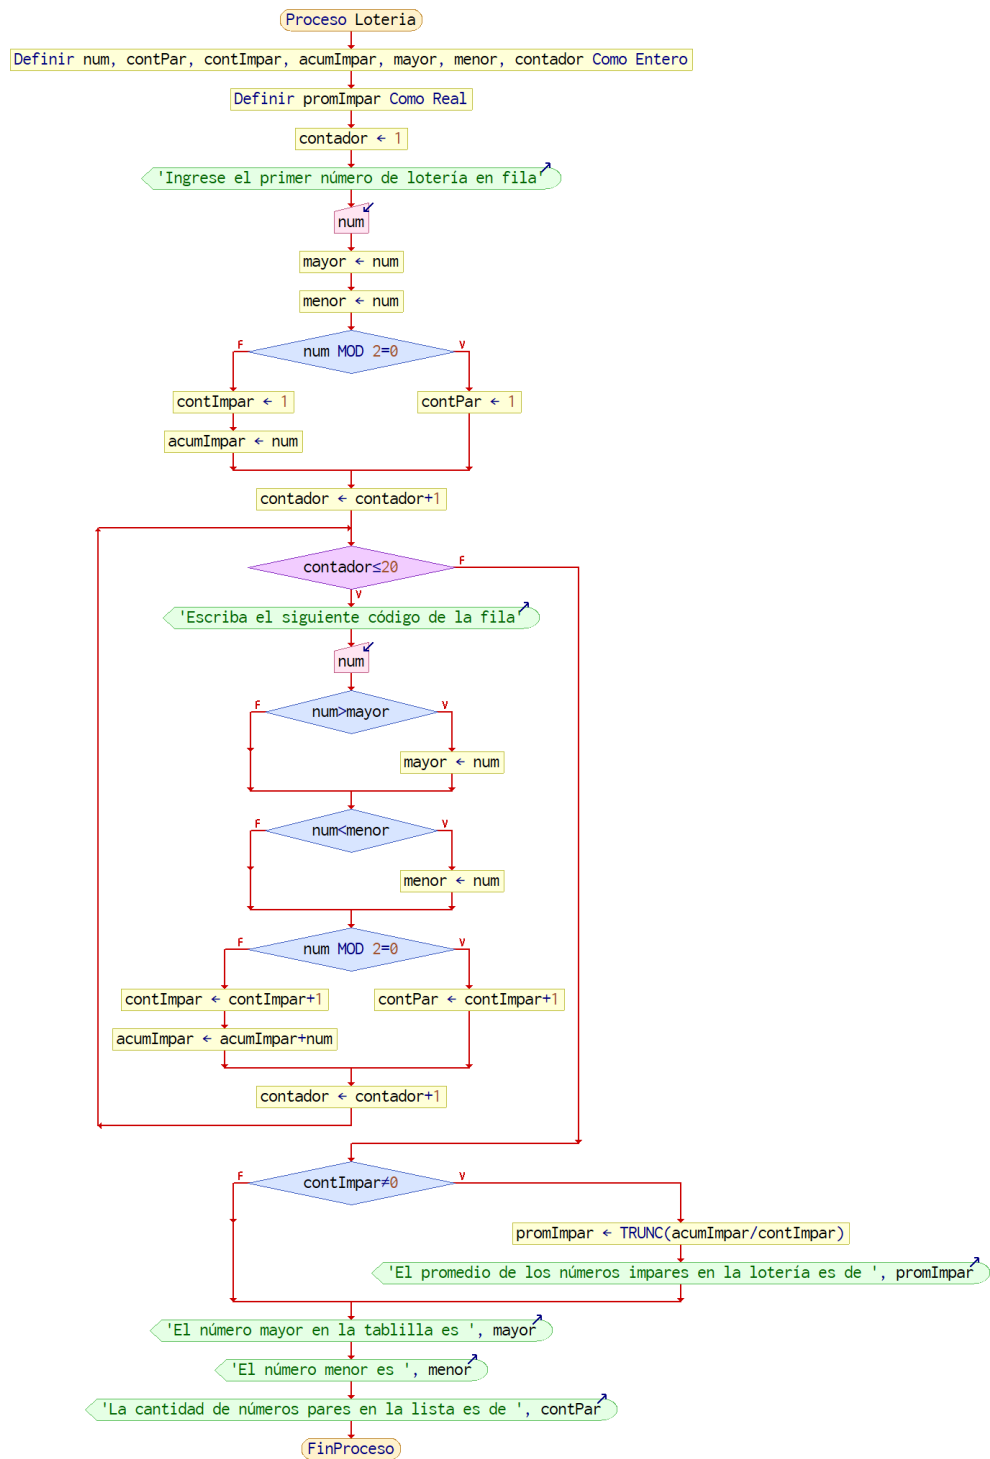 Proceso Loteria
Definir num, contPar, contImpar, acumImpar, mayor, menor, contador Como Entero
Definir promImpar Como Real
contador ← 1
'Ingrese el primer número de lotería en fila'
num
mayor ← num
menor ← num
F
num MOD 2=0
V
contImpar ← 1
contPar ← 1
acumImpar ← num
contador ← contador+1
contador≤20
F
V
'Escriba el siguiente código de la fila'
num
F
num>mayor
V
mayor ← num
F
num<menor
V
menor ← num
F
num MOD 2=0
V
contImpar ← contImpar+1
contPar ← contImpar+1
acumImpar ← acumImpar+num
contador ← contador+1
F
contImpar≠0
V
promImpar ← TRUNC(acumImpar/contImpar)
'El promedio de los números impares en la lotería es de ', promImpar
'El número mayor en la tablilla es ', mayor
'El número menor es ', menor
'La cantidad de números pares en la lista es de ', contPar
FinProceso